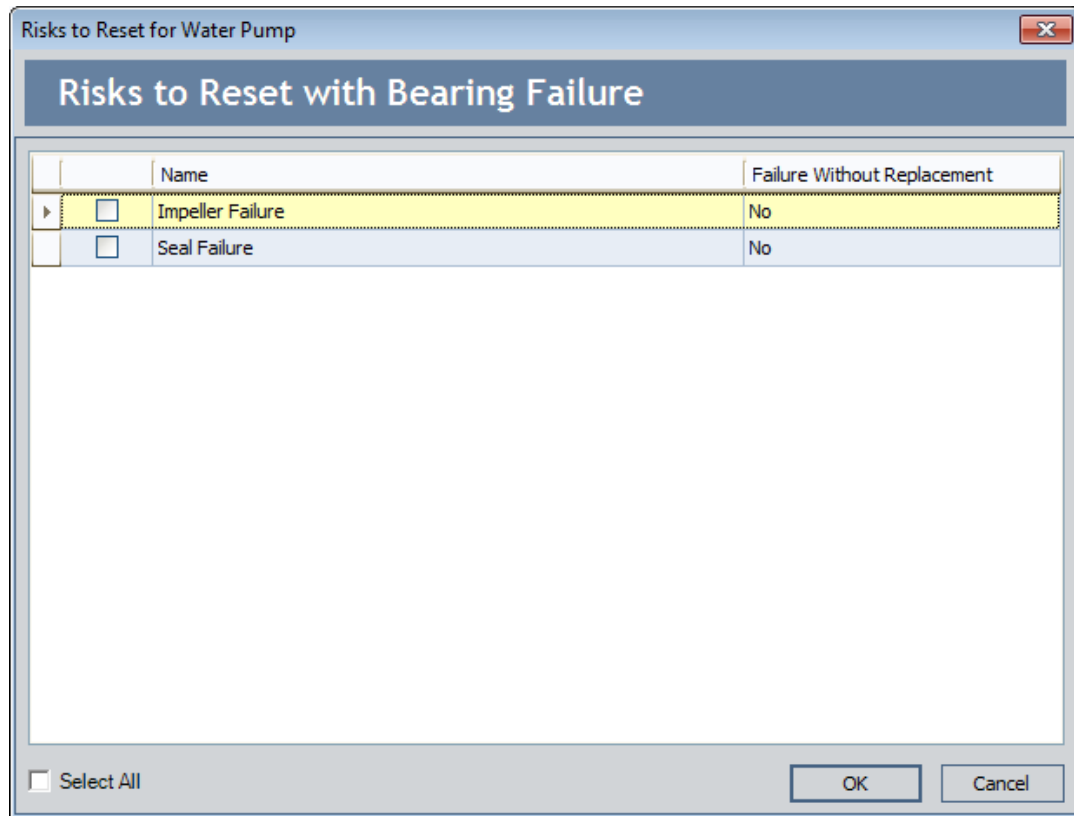 Risks to Reset for Water Pump
Risks to Reset with Bearing Failure
Name Failure Without Replacement
Impeller Failure No
Seal Failure No
Select All OK Cancel